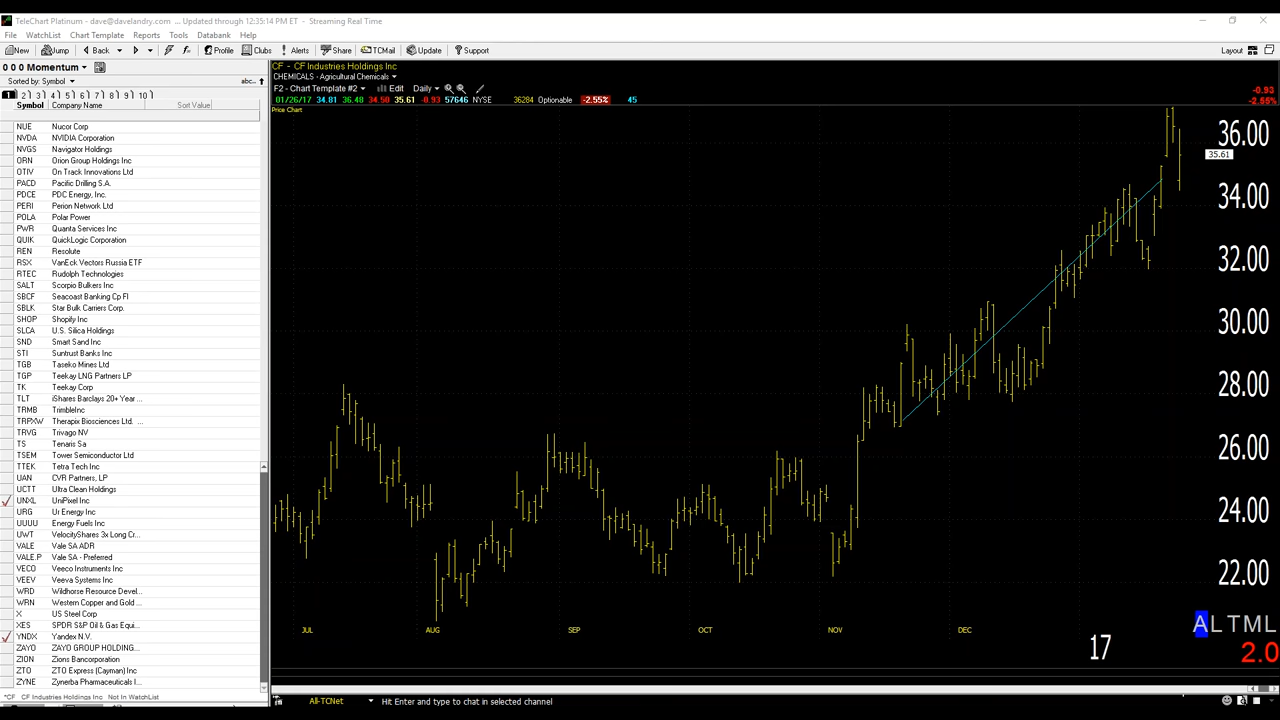 TeleChart Platinum - dave@davelandry.com ... Updated through 12:35:14 PM ET - Streaming Real Time
File WatchList Chart Template Reports Tools Databank Help
New Jump Back Profile Clubs Alerts Share TCMail Update Support Layout
0 0 0 Momentum
Sorted by: Symbol abc..
1 2 3 4 5 6 7 8 9 10
Symbol Company Name Sort Value
NUE Nucor Corp
NVDA NVIDIA Corporation
NVGS Navigator Holdings
ORN Orion Group Holdings Inc
OTIV On Track Innovations Ltd
PACD Pacific Drilling S.A.
PDCE PDC Energy, Inc.
PERI Perion Network Ltd
POLA Polar Power
PWR Quanta Services Inc
QUIK QuickLogic Corporation
REN Resolute
RSX VanEck Vectors Russia ETF
RTEC Rudolph Technologies
SALT Scorpio Bulkers Inc
SBCF Seacoast Banking Cp Fl
SBLK Star Bulk Carriers Corp.
SHOP Shopify Inc
SLCA U.S. Silica Holdings
SND Smart Sand Inc
STI Suntrust Banks Inc
TGB Taseko Mines Ltd
TGP Teekay LNG Partners LP
TK Teekay Corp
TLT iShares Barclays 20+ Year ...
TRMB TrimbleInc
TRPXW Therapix Biosciences Ltd. ...
TRVG Trivago NV
TS Tenaris Sa
TSEM Tower Semiconductor Ltd
TTEK Tetra Tech Inc
UAN CVR Partners, LP
UCTT Ultra Clean Holdings
UNXL UniPixel Inc
URG Ur Energy Inc
UUUU Energy Fuels Inc
UWT VelocityShares 3x Long Cr...
VALE Vale SA ADR
VALE.P Vale SA - Preferred
VECO Veeco Instruments Inc
VEEV Veeva Systems Inc
WRD Wildhorse Resource Devel...
WRN Western Copper and Gold ...
X US Steel Corp
XES SPDR S&P Oil & Gas Equi...
YNDX Yandex N.V.
ZAYO ZAYO GROUP HOLDING...
ZION Zions Bancorporation
ZTO ZTO Express (Cayman) Inc
ZYNE Zynerba Pharmaceuticals I...
*CF CF Industries Holdings Inc Not In WatchList
CF - CF Industries Holdings Inc
CHEMICALS - Agricultural Chemicals
F2 - Chart Template #2 Edit Daily
01/26/17 34.81 36.48 34.50 35.61 -0.93 57646 NYSE 36284 Optionable -2.55% 45
-0.93
-2.55%
Price Chart
36.00
35.61
34.00
32.00
30.00
28.00
26.00
24.00
22.00
JUL AUG SEP OCT NOV DEC 17
ALTML
2.0
All-TCNet Hit Enter and type to chat in selected channel